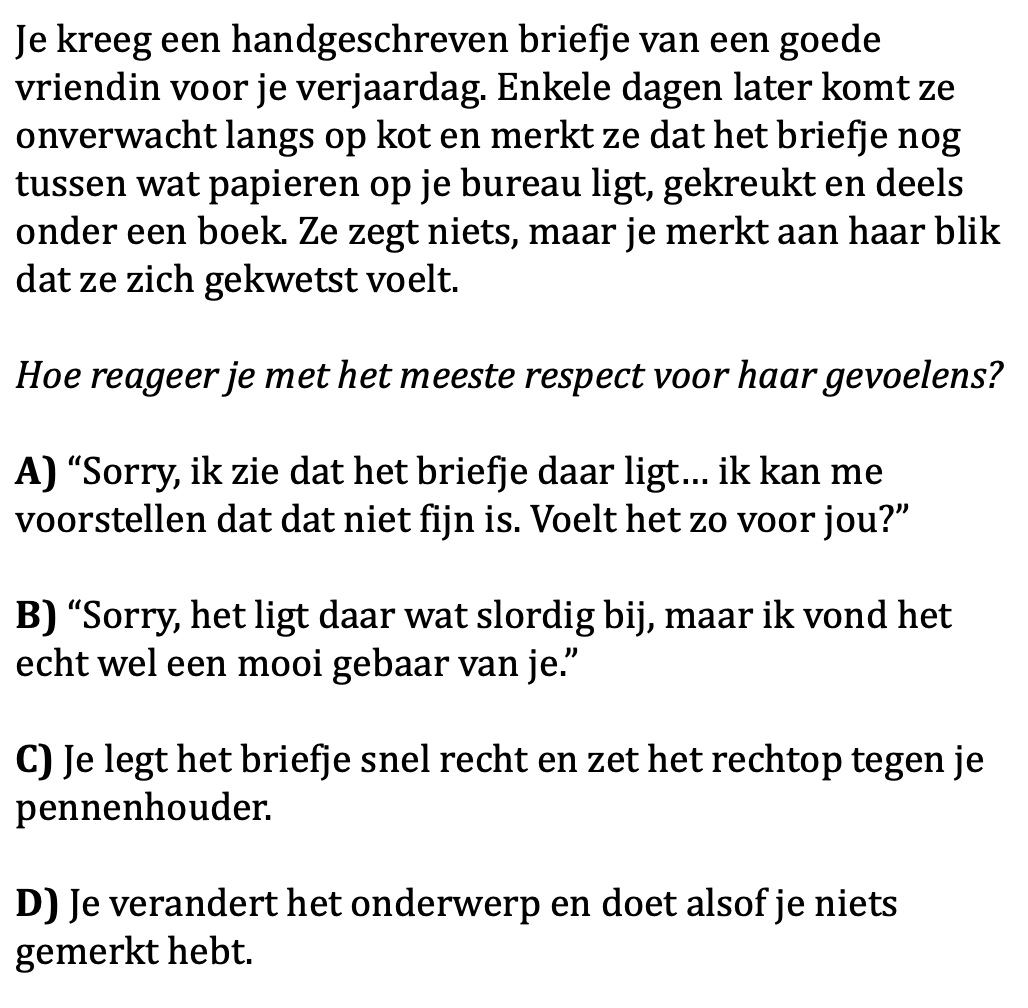 Je kreeg een handgeschreven briefje van een goede
vriendin voor je verjaardag. Enkele dagen later komt ze
onverwacht langs op kot en merkt ze dat het briefje nog
tussen wat papieren op je bureau ligt, gekreukt en deels
onder een boek. Ze zegt niets, maar je merkt aan haar blik
dat ze zich gekwetst voelt.
Hoe reageer je met het meeste respect voor haar gevoelens?
A) “Sorry, ik zie dat het briefje daar ligt... ik kan me
voorstellen dat dat niet fijn is. Voelt het zo voor jou?”
B) “Sorry, het ligt daar wat slordig bij, maar ik vond het
echt wel een mooi gebaar van je.”
C) Je legt het briefje snel recht en zet het rechtop tegen je
pennenhouder.
D) Je verandert het onderwerp en doet alsof je niets
gemerkt hebt.